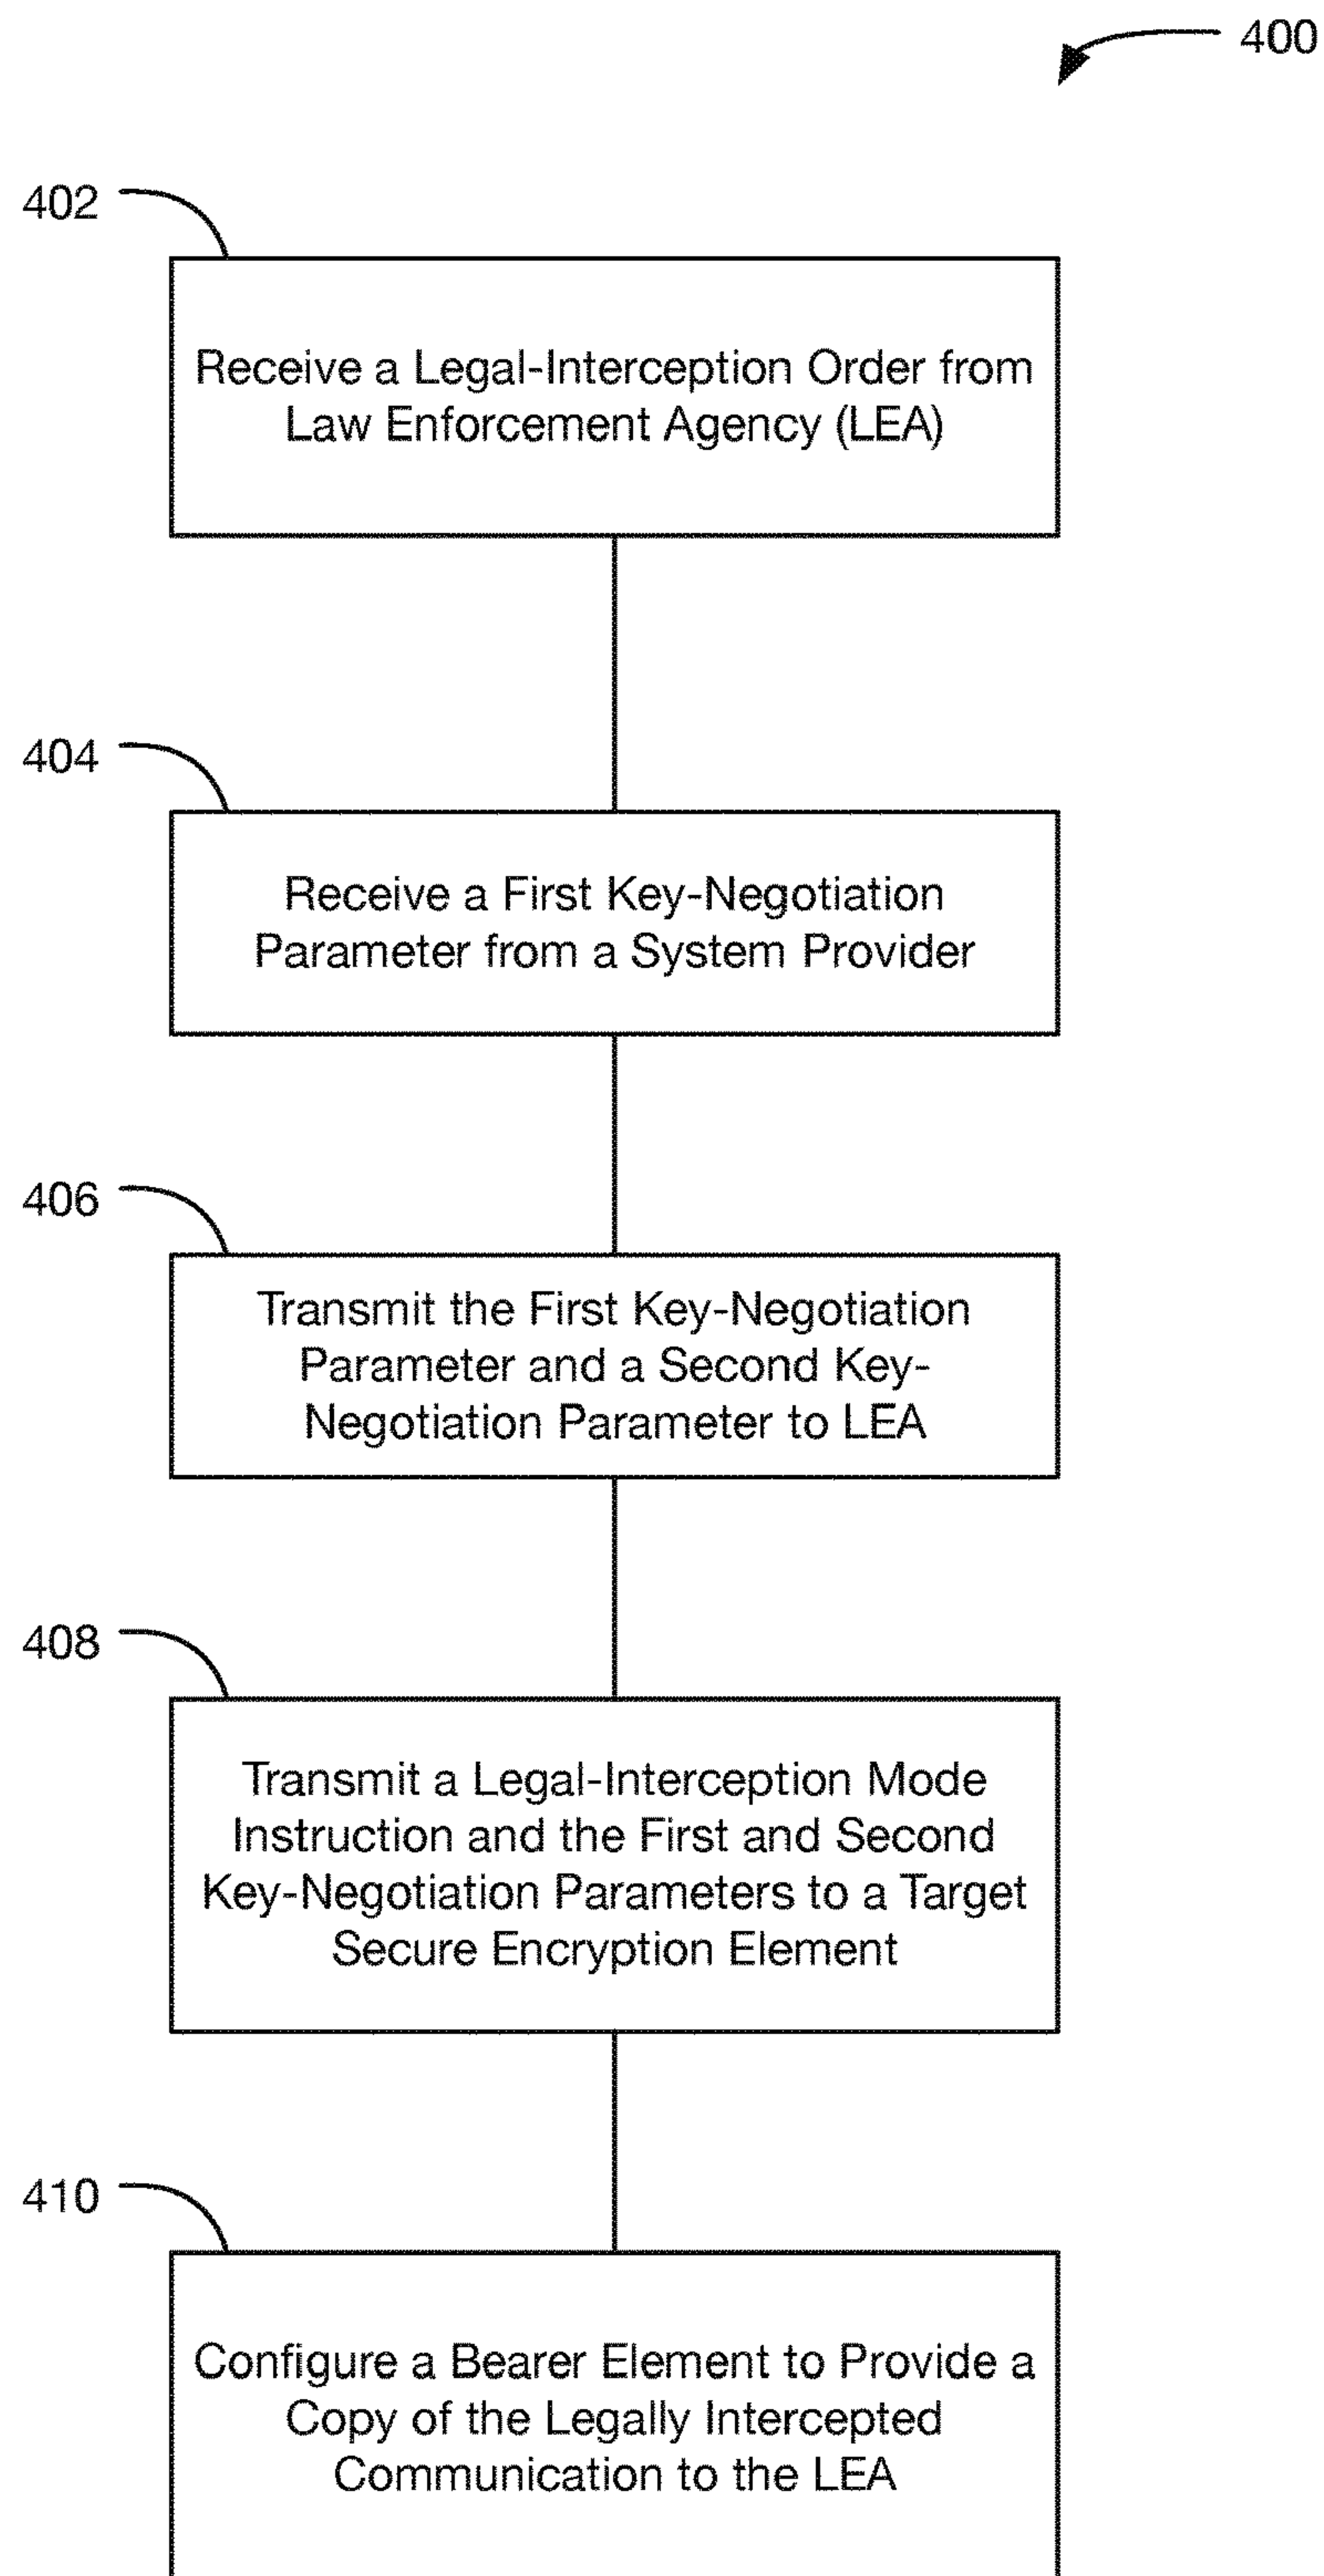 400
402
Receive a Legal-Interception Order from
Law Enforcement Agency (LEA)
404
Receive a First Key-Negotiation
Parameter from a System Provider
406
Transmit the First Key-Negotiation
Parameter and a Second Key-
Negotiation Parameter to LEA
408
Transmit a Legal-Interception Mode
Instruction and the First and Second
Key-Negotiation Parameters to a Target
Secure Encryption Element
410
Configure a Bearer Element to Provide a
Copy of the Legally Intercepted
Communication to the LEA